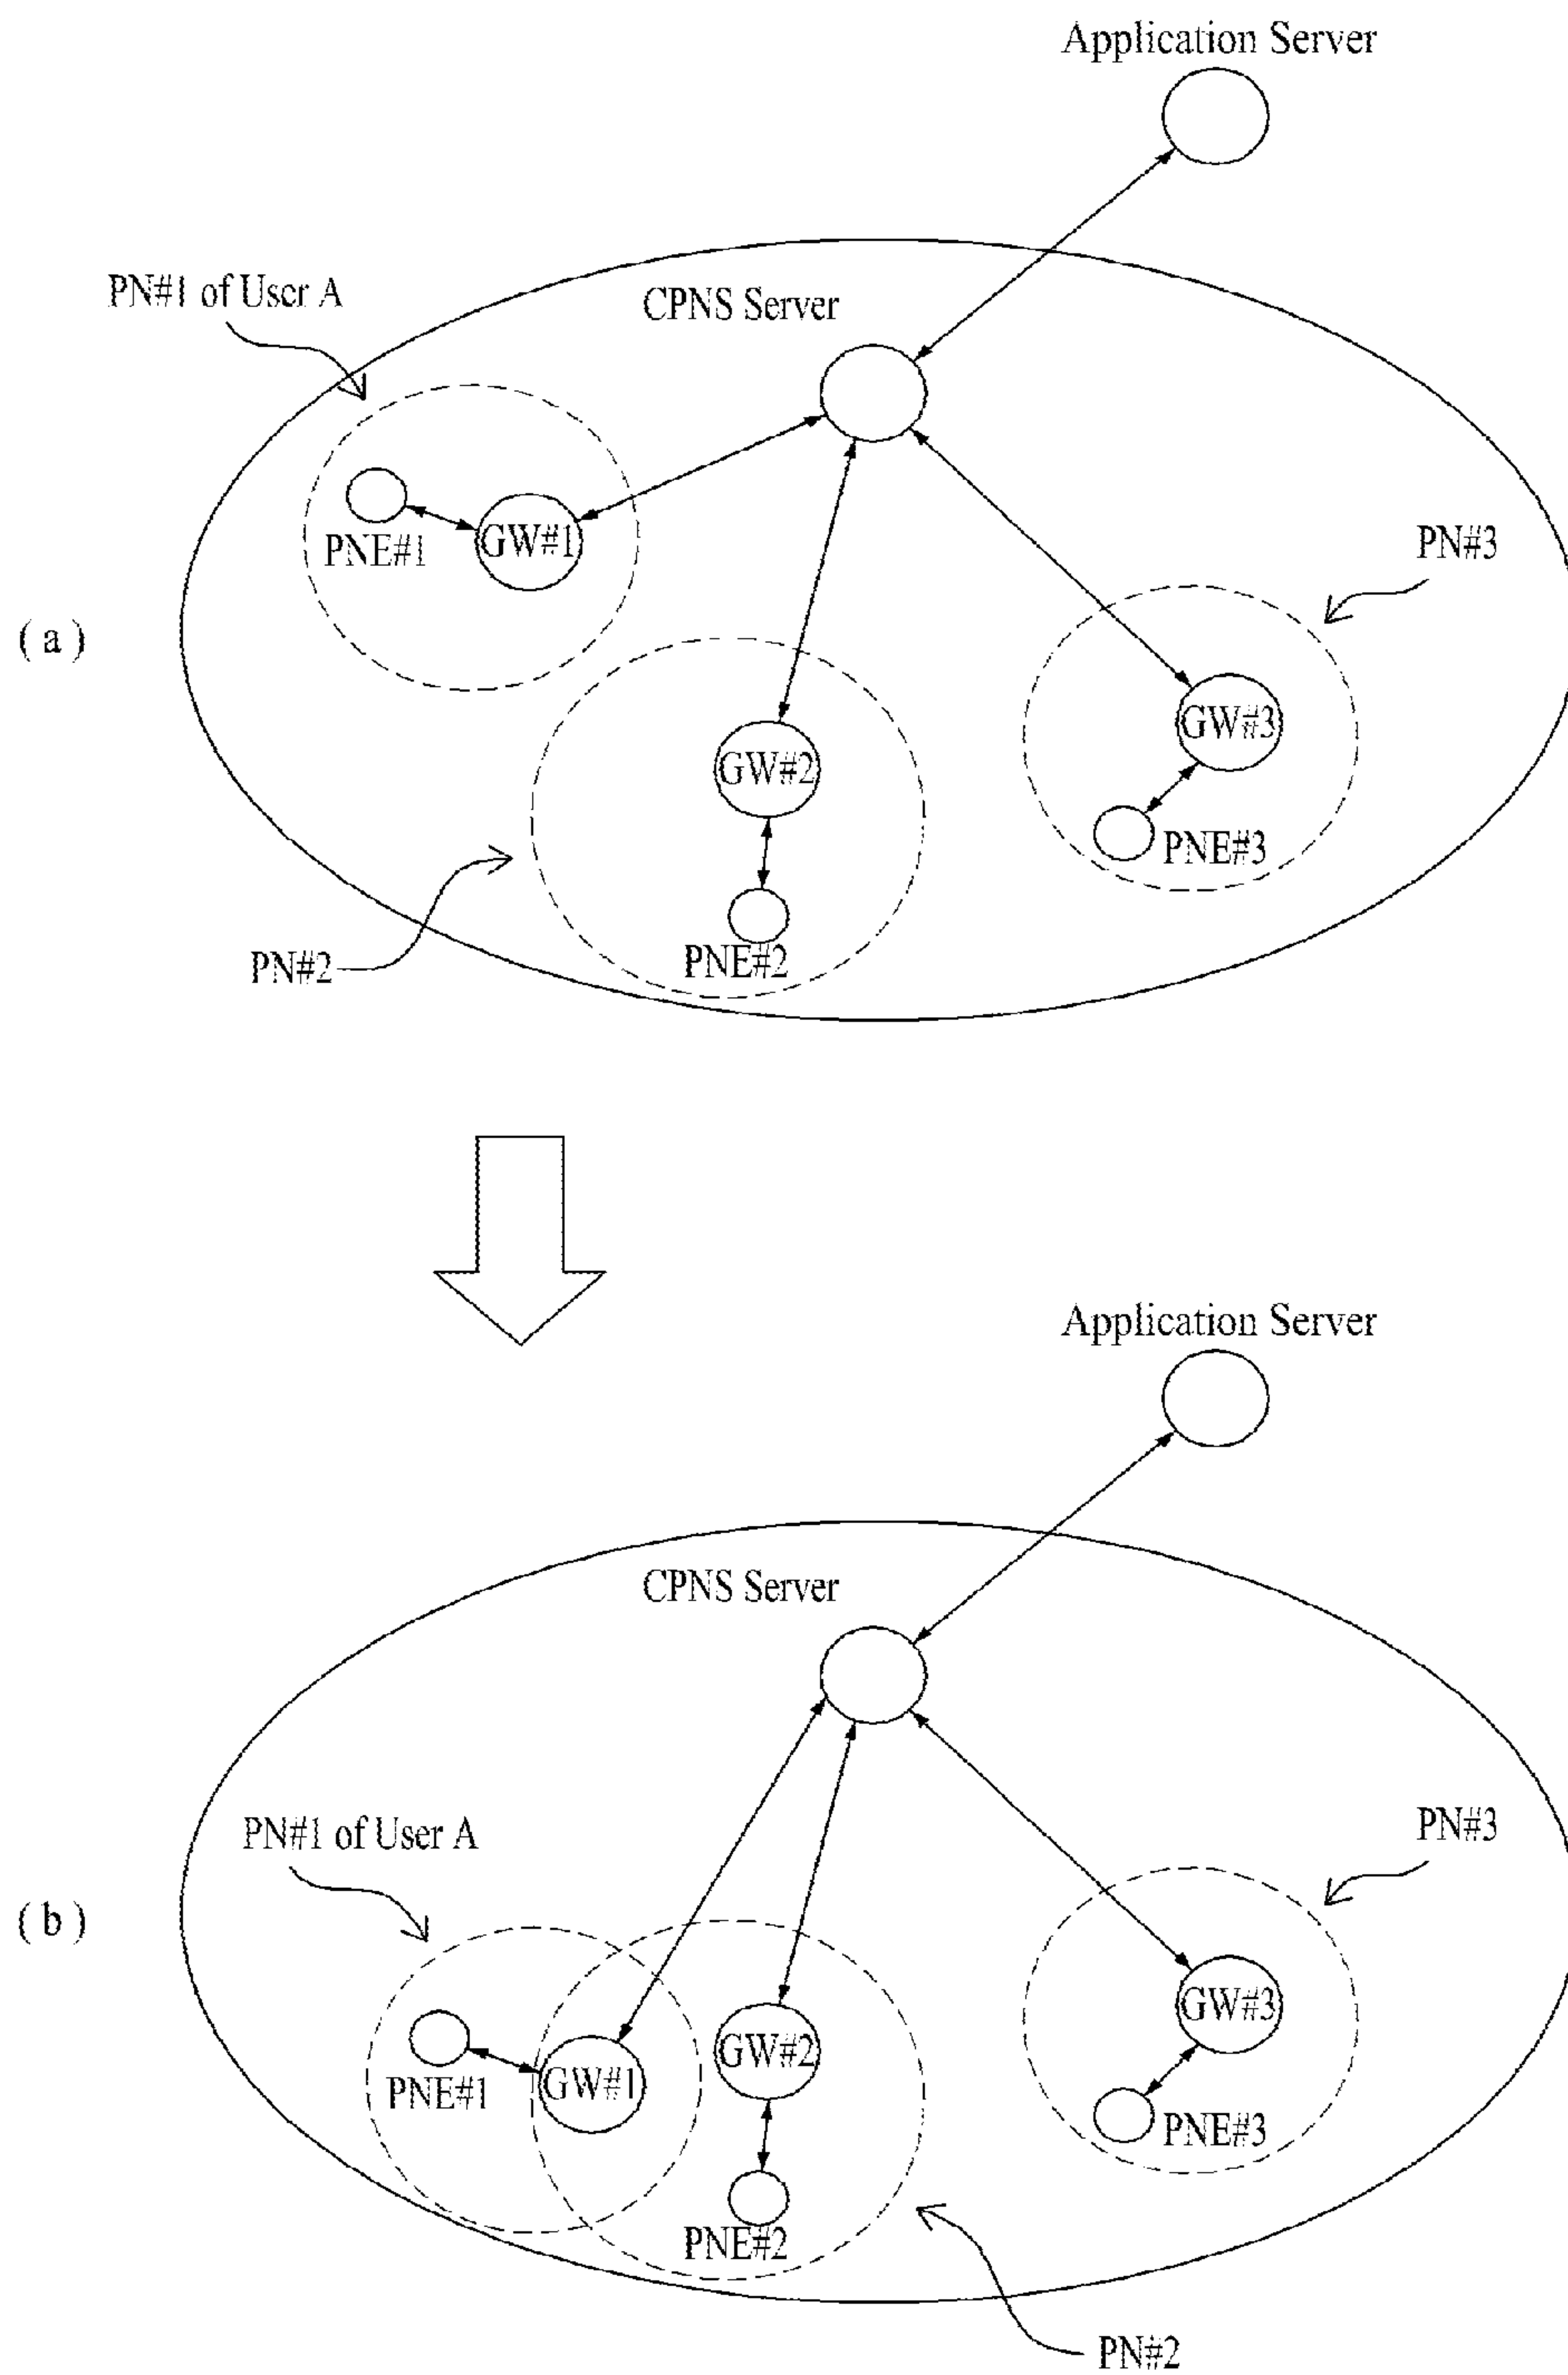 Application Server
PN#1 of User A
CPNS Server
PNE#1
GW#1
PN#3
( a )
GW#2
GW#3
PNE#3
PN#2
PNE#2
Application Server
CPNS Server
PN#1 of User A
PN#3
( b )
PNE#1
GW#1
GW#2
GW#3
PNE#3
PNE#2
PN#2